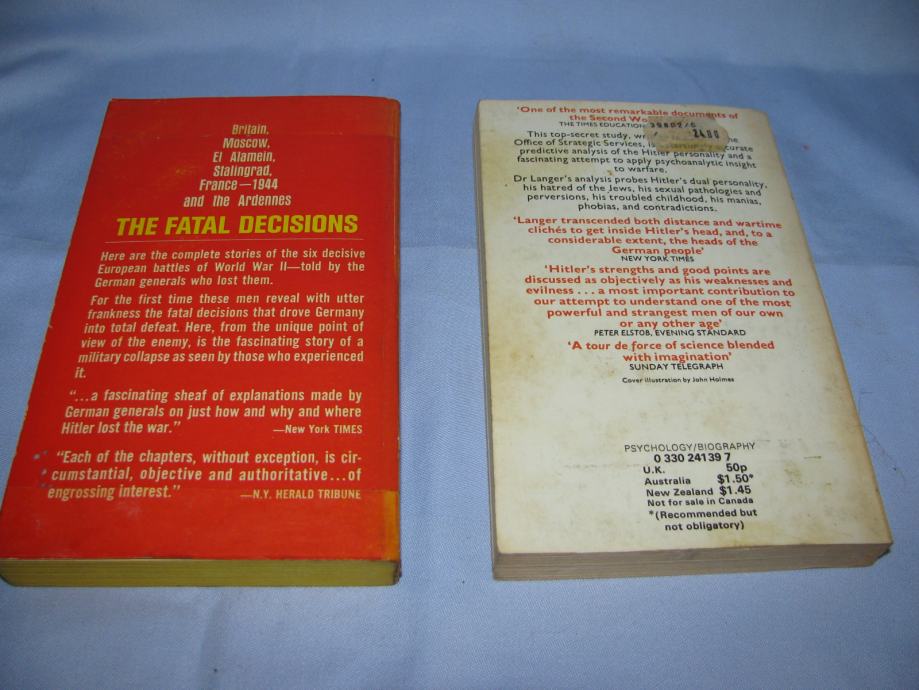 Britain,
Moscow,
El Alamein,
Stalingrad,
France—1944
and the Ardennes
THE FATAL DECISIONS
Here are the complete stories of the six decisive
European battles of World War II—told by the
German generals who lost them.
For the first time these men reveal with utter
frankness the fatal decisions that drove Germany
into total defeat. Here, from the unique point of
view of the enemy, is the fascinating story of a
military collapse as seen by those who experienced
it.
"...a fascinating sheaf of explanations made by
German generals on just how and why and where
Hitler lost the war."
—New York TIMES
"Each of the chapters, without exception, is cir-
cumstantial, objective and authoritative...of
engrossing interest."
—N.Y. HERALD TRIBUNE
'One of the most remarkable documents of
the Second
THE TIMES
This top-secret study,
Office of Strategic Services, is
predictive analysis of the Hitler personality and a
fascinating attempt to apply psychoanalytic insight
to warfare.
Dr Langer's analysis probes Hitler's dual personality,
his hatred of the Jews, his sexual pathologies and
perversions, his troubled childhood, his manias,
phobias, and contradictions.
'Langer transcended both distance and wartime
clichés to get inside Hitler's head, and, to a
considerable extent, the heads of the
German people'
NEW YORK TIMES
'Hitler's strengths and good points are
discussed as objectively as his weaknesses and
evilness . . . a most important contribution to
our attempt to understand one of the most
powerful and strangest men of our own
or any other age'
PETER ELSTOB, EVENING STANDARD
'A tour de force of science blended
with imagination'
SUNDAY TELEGRAPH
Cover illustration by John Holmes
PSYCHOLOGY/BIOGRAPHY
0 330 24139 7
U.K. 50p
Australia $1.50*
New Zealand $1.45
Not for sale in Canada
*(Recommended but
not obligatory)